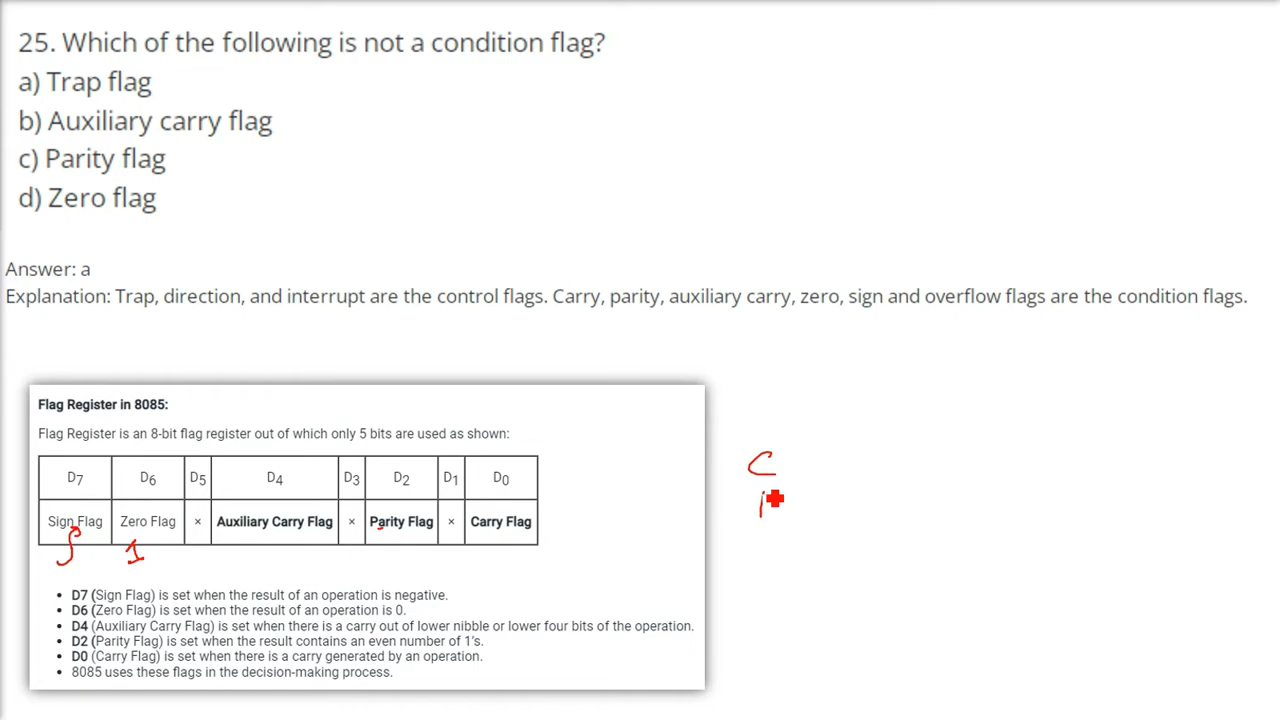 25. Which of the following is not a condition flag?
a) Trap flag
b) Auxiliary carry flag
c) Parity flag
d) Zero flag
Answer: a
Explanation: Trap, direction, and interrupt are the control flags. Carry, parity, auxiliary carry, zero, sign and overflow flags are the condition flags.
Flag Register in 8085:
Flag Register is an 8-bit flag register out of which only 5 bits are used as shown:
D7 D6 D5 D4 D3 D2 D1 D0
Sign Flag Zero Flag × Auxiliary Carry Flag × Parity Flag × Carry Flag
• D7 (Sign Flag) is set when the result of an operation is negative.
• D6 (Zero Flag) is set when the result of an operation is 0.
• D4 (Auxiliary Carry Flag) is set when there is a carry out of lower nibble or lower four bits of the operation.
• D2 (Parity Flag) is set when the result contains an even number of 1's.
• D0 (Carry Flag) is set when there is a carry generated by an operation.
• 8085 uses these flags in the decision-making process.
C